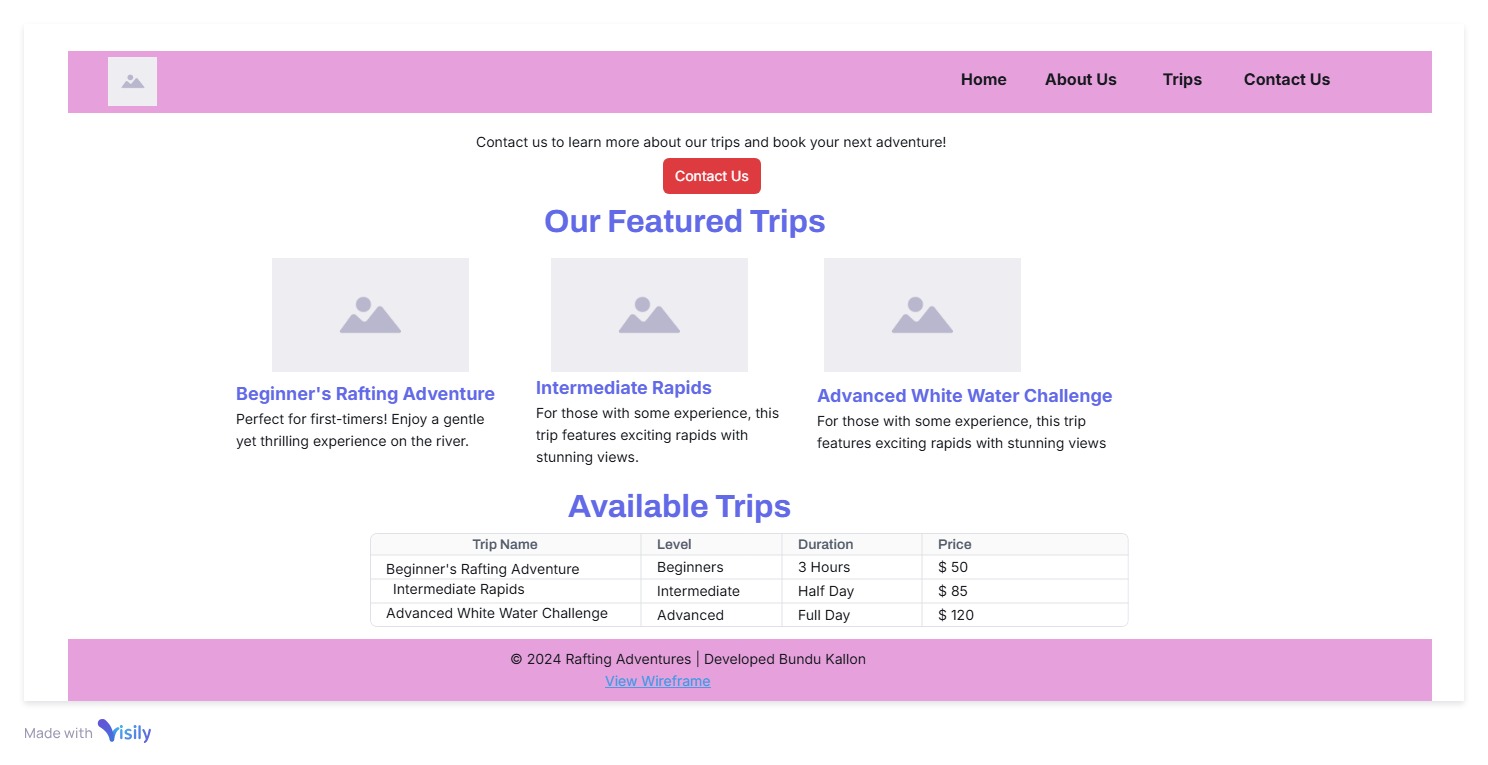 Home About Us Trips Contact Us
Contact us to learn more about our trips and book your next adventure!
Contact Us
Our Featured Trips
Beginner's Rafting Adventure
Perfect for first-timers! Enjoy a gentle
yet thrilling experience on the river.
Intermediate Rapids
For those with some experience, this
trip features exciting rapids with
stunning views.
Advanced White Water Challenge
For those with some experience, this trip
features exciting rapids with stunning views
Available Trips
Trip Name Level Duration Price
Beginner's Rafting Adventure Beginners 3 Hours $ 50
Intermediate Rapids Intermediate Half Day $ 85
Advanced White Water Challenge Advanced Full Day $ 120
© 2024 Rafting Adventures | Developed Bundu Kallon
View Wireframe
Made with Visily